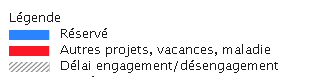 Légende
Réservé
Autres projets, vacances, maladie
Délai engagement/désengagement